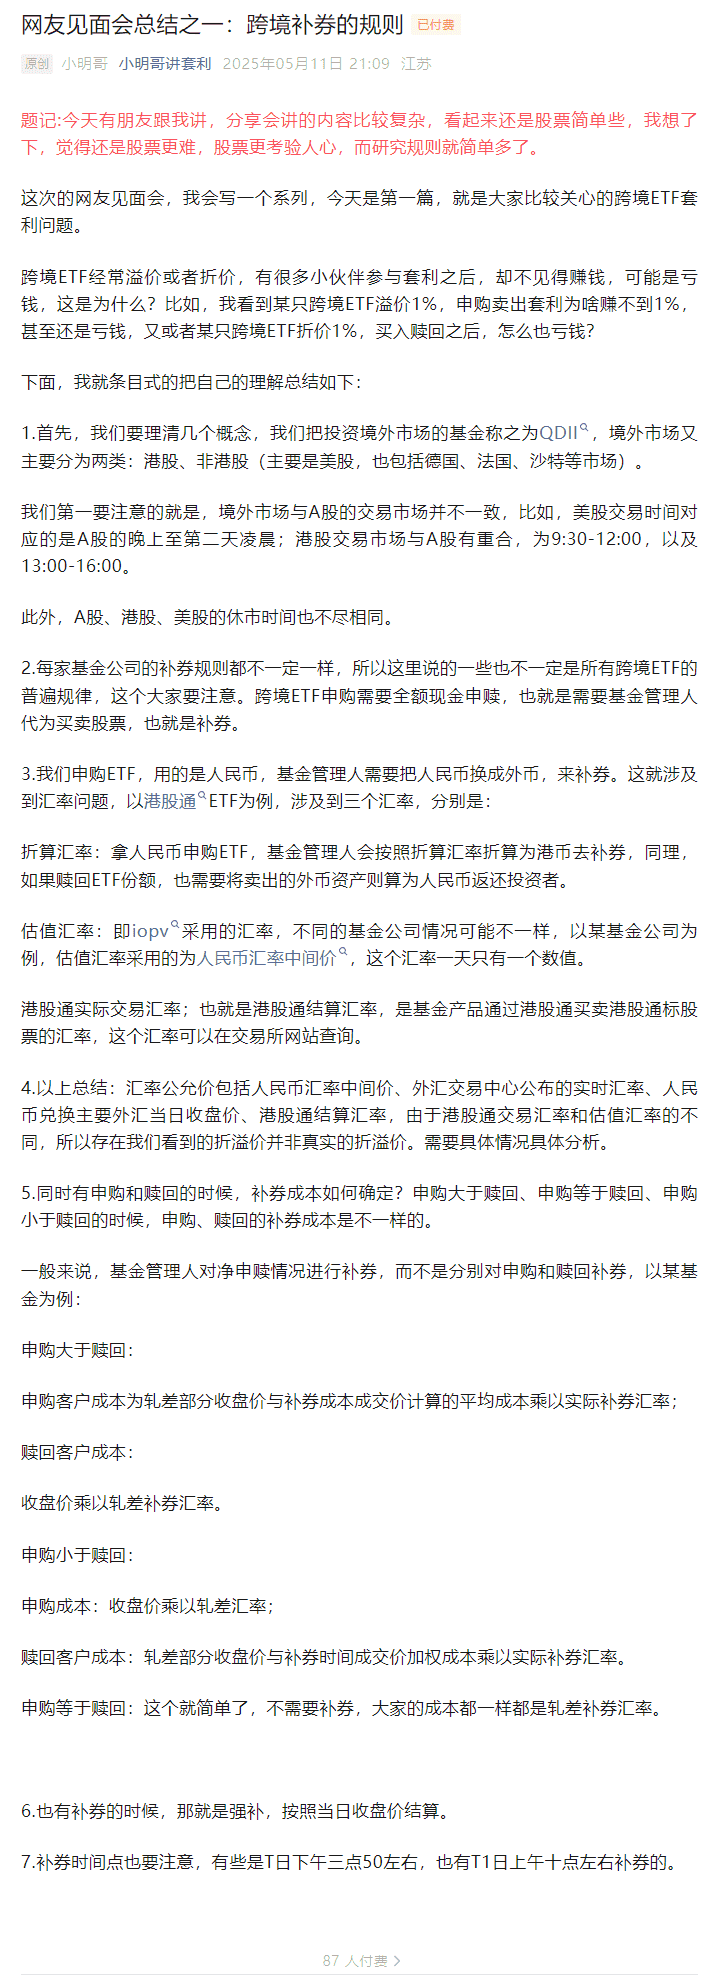 网友见面会总结之一：跨境补券的规则 已付费
原创 小明哥 小明哥讲套利 2025年05月11日 21:09 江苏
题记:今天有朋友跟我讲，分享会讲的内容比较复杂，看起来还是股票简单些，我想了
下，觉得还是股票更难，股票更考验人心，而研究规则就简单多了。
这次的网友见面会，我会写一个系列，今天是第一篇，就是大家比较关心的跨境ETF套
利问题。
跨境ETF经常溢价或者折价，有很多小伙伴参与套利之后，却不见得赚钱，可能是亏
钱，这是为什么？比如，我看到某只跨境ETF溢价1%，申购卖出套利为啥赚不到1%，
甚至还是亏钱，又或者某只跨境ETF折价1%，买入赎回之后，怎么也亏钱？
下面，我就条目式的把自己的理解总结如下：
1.首先，我们要理清几个概念，我们把投资境外市场的基金称之为QDII，境外市场又
主要分为两类：港股、非港股（主要是美股，也包括德国、法国、沙特等市场）。
我们第一要注意的就是，境外市场与A股的交易市场并不一致，比如，美股交易时间对
应的是A股的晚上至第二天凌晨；港股交易市场与A股有重合，为9:30-12:00，以及
13:00-16:00。
此外，A股、港股、美股的休市时间也不尽相同。
2.每家基金公司的补券规则都不一定一样，所以这里说的一些也不一定是所有跨境ETF的
普遍规律，这个大家要注意。跨境ETF申购需要全额现金申赎，也就是需要基金管理人
代为买卖股票，也就是补券。
3.我们申购ETF，用的是人民币，基金管理人需要把人民币换成外币，来补券。这就涉及
到汇率问题，以港股通ETF为例，涉及到三个汇率，分别是：
折算汇率：拿人民币申购ETF，基金管理人会按照折算汇率折算为港币去补券，同理，
如果赎回ETF份额，也需要将卖出的外币资产则算为人民币返还投资者。
估值汇率：即iopv采用的汇率，不同的基金公司情况可能不一样，以某基金公司为
例，估值汇率采用的为人民币汇率中间价，这个汇率一天只有一个数值。
港股通实际交易汇率；也就是港股通结算汇率，是基金产品通过港股通买卖港股通标股
票的汇率，这个汇率可以在交易所网站查询。
4.以上总结：汇率公允价包括人民币汇率中间价、外汇交易中心公布的实时汇率、人民
币兑换主要外汇当日收盘价、港股通结算汇率，由于港股通交易汇率和估值汇率的不
同，所以存在我们看到的折溢价并非真实的折溢价。需要具体情况具体分析。
5.同时有申购和赎回的时候，补券成本如何确定？申购大于赎回、申购等于赎回、申购
小于赎回的时候，申购、赎回的补券成本是不一样的。
一般来说，基金管理人对净申赎情况进行补券，而不是分别对申购和赎回补券，以某基
金为例：
申购大于赎回：
申购客户成本为轧差部分收盘价与补券成本成交价计算的平均成本乘以实际补券汇率；
赎回客户成本：
收盘价乘以轧差补券汇率。
申购小于赎回：
申购成本：收盘价乘以轧差汇率；
赎回客户成本：轧差部分收盘价与补券时间成交价加权成本乘以实际补券汇率。
申购等于赎回：这个就简单了，不需要补券，大家的成本都一样都是轧差补券汇率。
6.也有补券的时候，那就是强补，按照当日收盘价结算。
7.补券时间点也要注意，有些是T日下午三点50左右，也有T1日上午十点左右补券的。
87 人付费